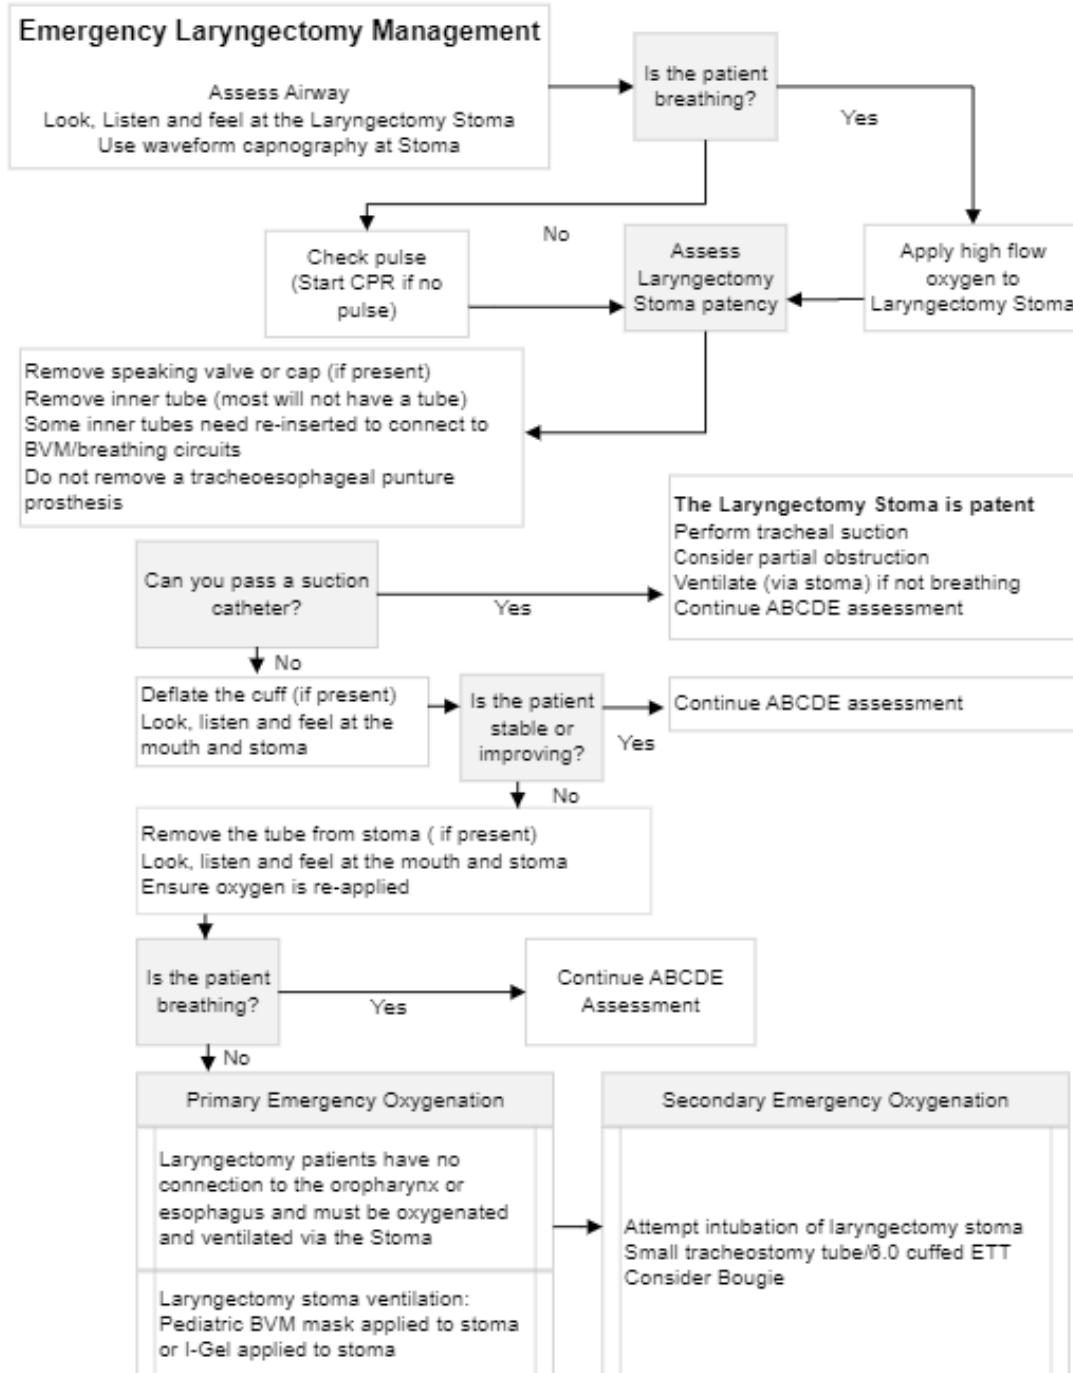 Emergency Laryngectomy Management
Assess Airway
Look, Listen and feel at the Laryngectomy Stoma
Use waveform capnography at Stoma
Is the patient
breathing?
Yes
No
Check pulse
(Start CPR if no
pulse)
Assess
Laryngectomy
Stoma patency
Apply high flow
oxygen to
Laryngectomy Stoma
Remove speaking valve or cap (if present)
Remove inner tube (most will not have a tube)
Some inner tubes need re-inserted to connect to
BVM/breathing circuits
Do not remove a tracheoesophageal punture
prosthesis
The Laryngectomy Stoma is patent
Perform tracheal suction
Consider partial obstruction
Ventilate (via stoma) if not breathing
Continue ABCDE assessment
Can you pass a suction
catheter?
Yes
No
Deflate the cuff (if present)
Look, listen and feel at the
mouth and stoma
Is the patient
stable or
improving?
Yes
Continue ABCDE assessment
No
Remove the tube from stoma ( if present)
Look, listen and feel at the mouth and stoma
Ensure oxygen is re-applied
Is the patient
breathing?
Yes
Continue ABCDE
Assessment
No
Primary Emergency Oxygenation
Laryngectomy patients have no
connection to the oropharynx or
esophagus and must be oxygenated
and ventilated via the Stoma
Laryngectomy stoma ventilation:
Pediatric BVM mask applied to stoma
or I-Gel applied to stoma
Secondary Emergency Oxygenation
Attempt intubation of laryngectomy stoma
Small tracheostomy tube/6.0 cuffed ETT
Consider Bougie